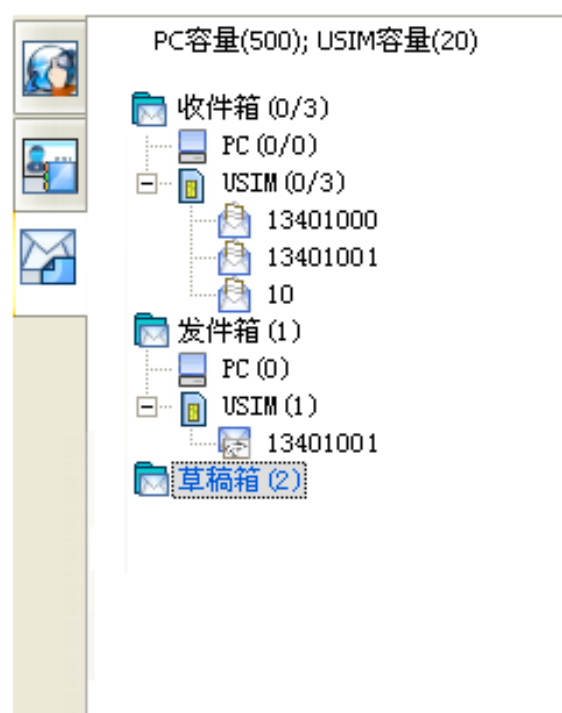 PC容量(500); USIM容量(20)
收件箱(0/3)
PC(0/0)
USIM(0/3)
13401000
13401001
10
发件箱(1)
PC(0)
USIM(1)
13401001
草稿箱(2)